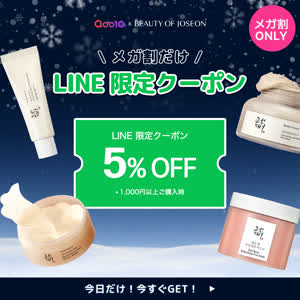 Qoo10 × BEAUTY OF JOSEON
メガ割
ONLY
\ メガ割だけ /
LINE 限定クーポン
LINE 限定クーポン
5% OFF
*1,000円以上ご購入時
今日だけ！今すぐGET！ ▶